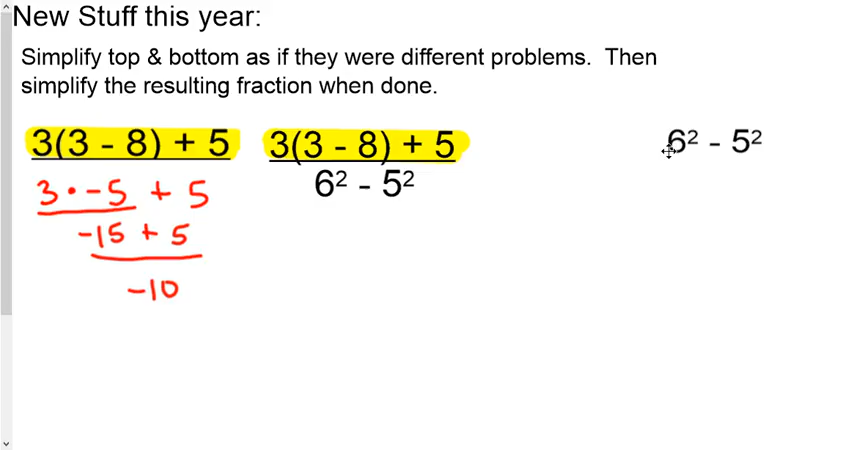 New Stuff this year:
Simplify top & bottom as if they were different problems.  Then
simplify the resulting fraction when done.
3(3 - 8) + 5
3 • -5 + 5
-15 + 5
-10
3(3 - 8) + 5
6² - 5²
6² - 5²